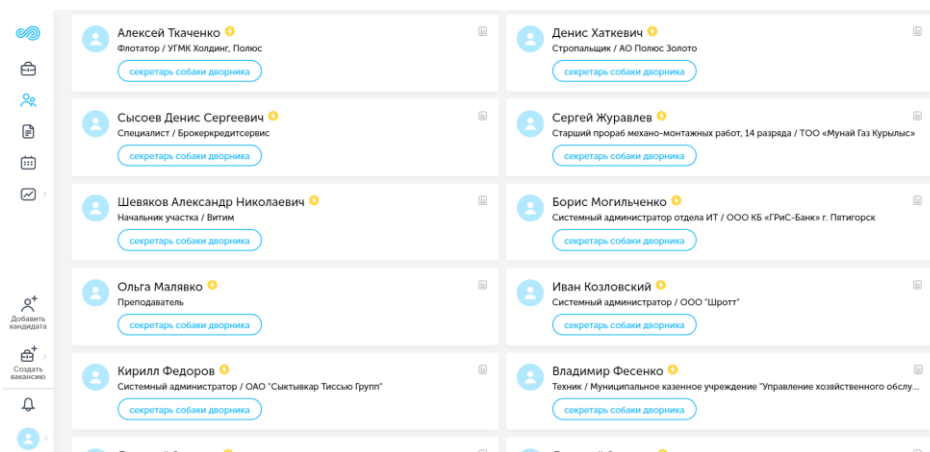 Алексей Ткаченко
Флотатор / УГМК Холдинг, Полюс
секретарь собаки дворника
Денис Хаткевич
Стропальщик / АО Полюс Золото
секретарь собаки дворника
Сысоев Денис Сергеевич
Специалист / Брокеркредитсервис
секретарь собаки дворника
Сергей Журавлев
Старший прораб механо-монтажных работ, 14 разряда / ТОО «Мунай Газ Курылыс»
секретарь собаки дворника
Шевяков Александр Николаевич
Начальник участка / Витим
секретарь собаки дворника
Борис Могильченко
Системный администратор отдела ИТ / ООО КБ «ГРиС-Банк» г. Пятигорск
секретарь собаки дворника
Ольга Малявко
Преподаватель
секретарь собаки дворника
Иван Козловский
Системный администратор / ООО "Шротт"
секретарь собаки дворника
Кирилл Федоров
Системный администратор / ОАО "Сыктывкар Тиссью Групп"
секретарь собаки дворника
Владимир Фесенко
Техник / Муниципальное казенное учреждение "Управление хозяйственного обслу...
секретарь собаки дворника
Добавить
кандидата
Создать
вакансию